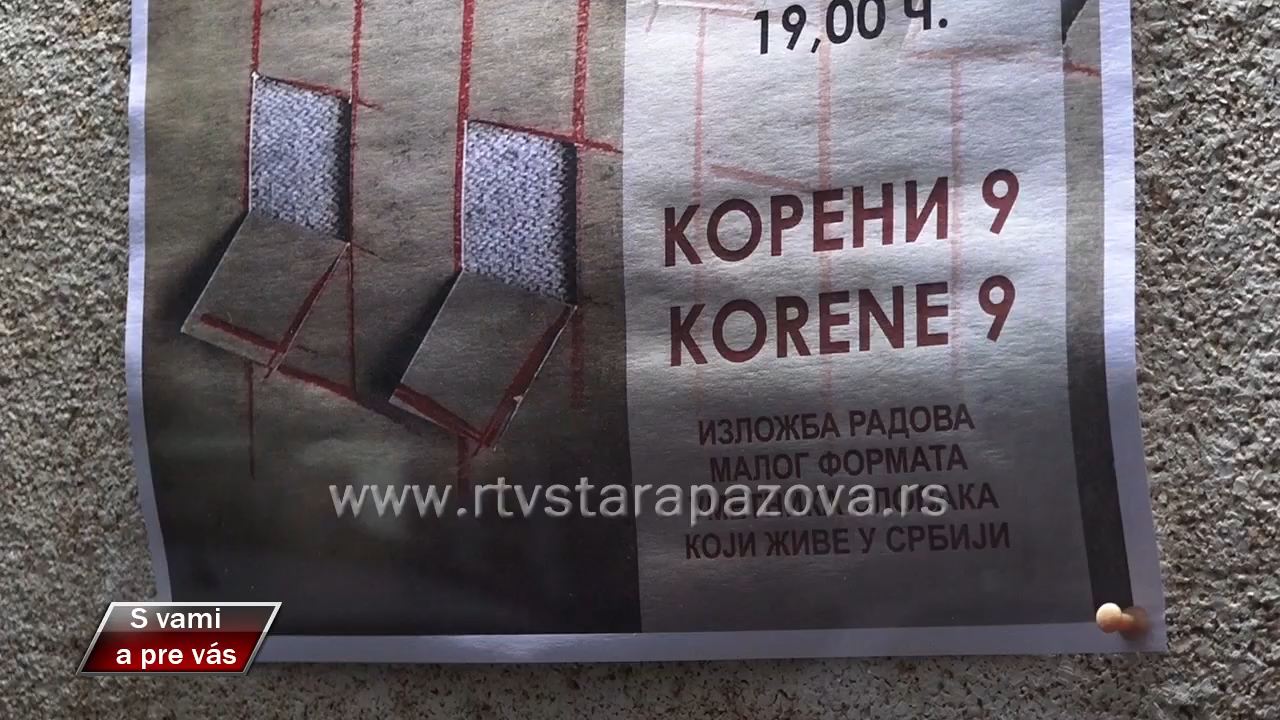 19,00 Ч.
КОРЕНИ 9
KORENE 9
ИЗЛОЖБА РАДОВА
МАЛОГ ФОРМАТА
www.rtvstarapazova.rs
КОЈИ ЖИВЕ У СРБИЈИ
S vami
a pre vás